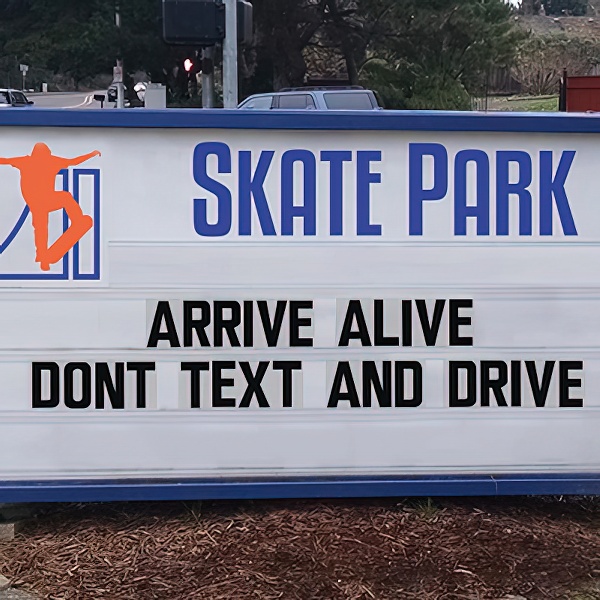 SKATE PARK
ARRIVE ALIVE
DONT TEXT AND DRIVE